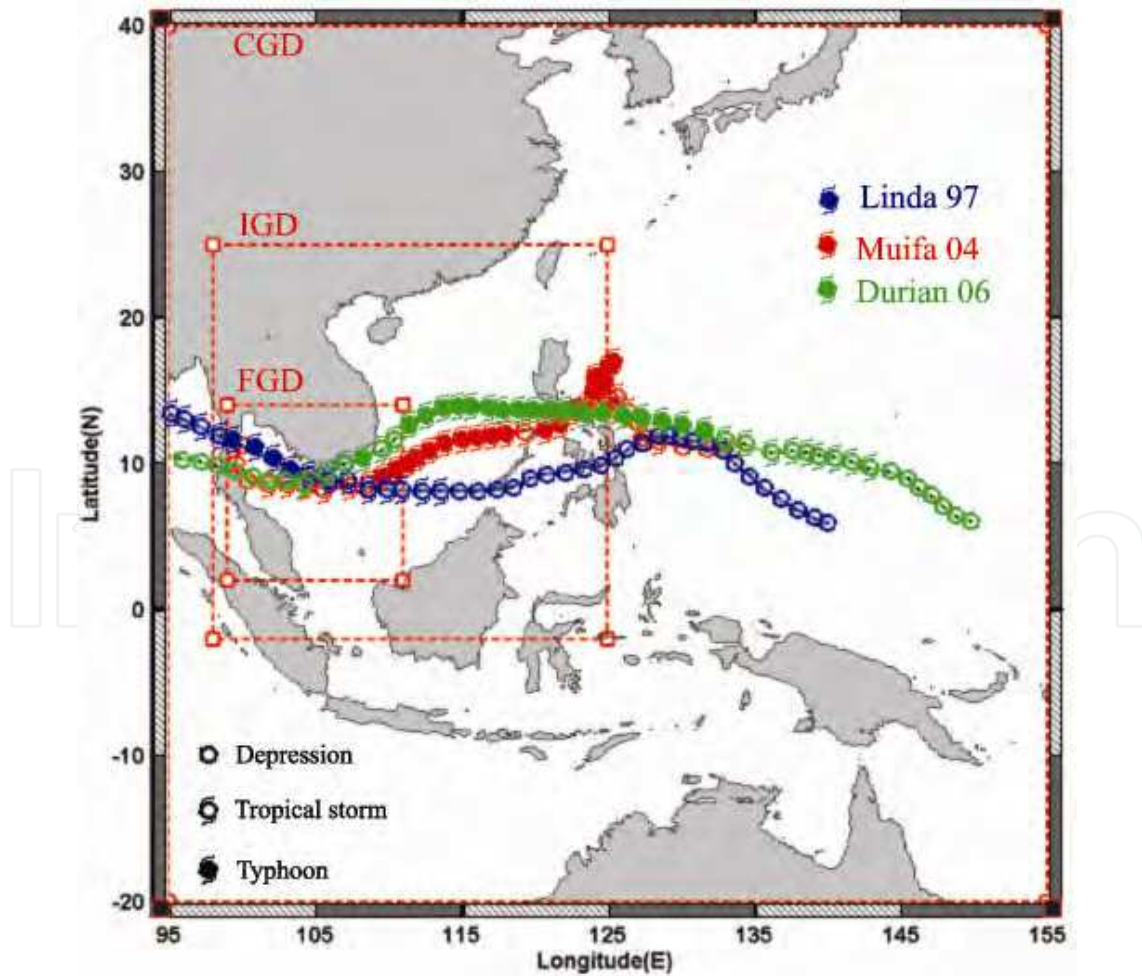 40
CGD
30
Linda 97
IGD
Muifa 04
Durian 06
20
FGD
10
Latitude(N)
0
-10
Depression
Tropical storm
Typhoon
-20
95 105 115 125 135 145 155
Longitude(E)